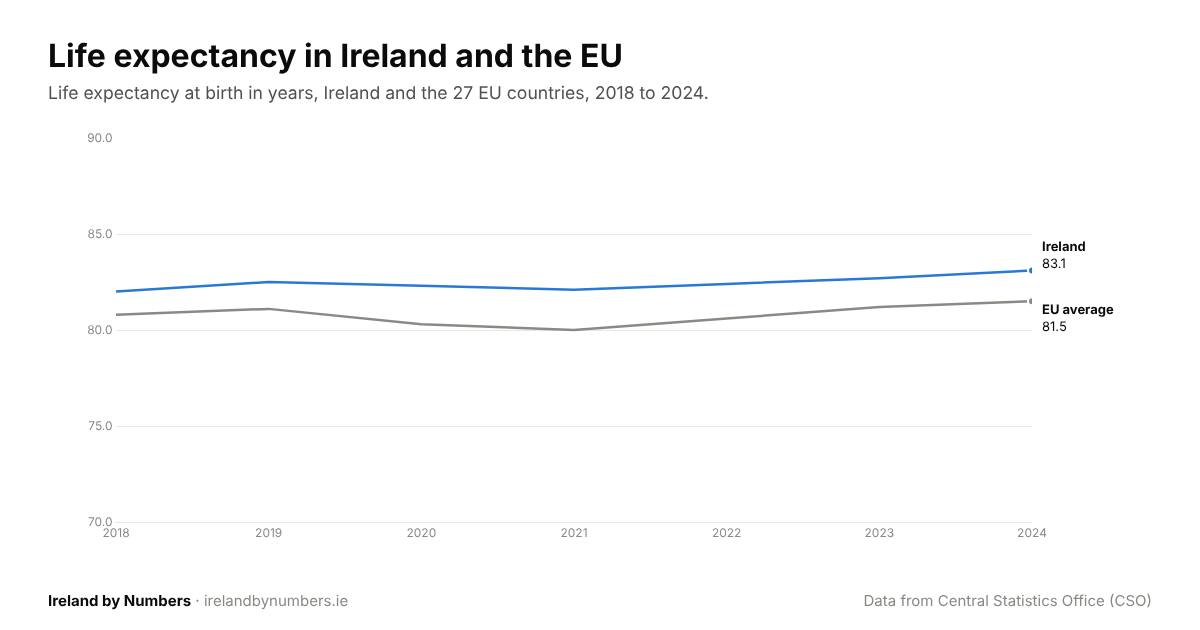 Life expectancy in Ireland and the EU
Life expectancy at birth in years, Ireland and the 27 EU countries, 2018 to 2024.
90.0
85.0
Ireland
83.1
EU average
81.5
80.0
75.0
70.0
2018 2019 2020 2021 2022 2023 2024
Ireland by Numbers · irelandbynumbers.ie Data from Central Statistics Office (CSO)